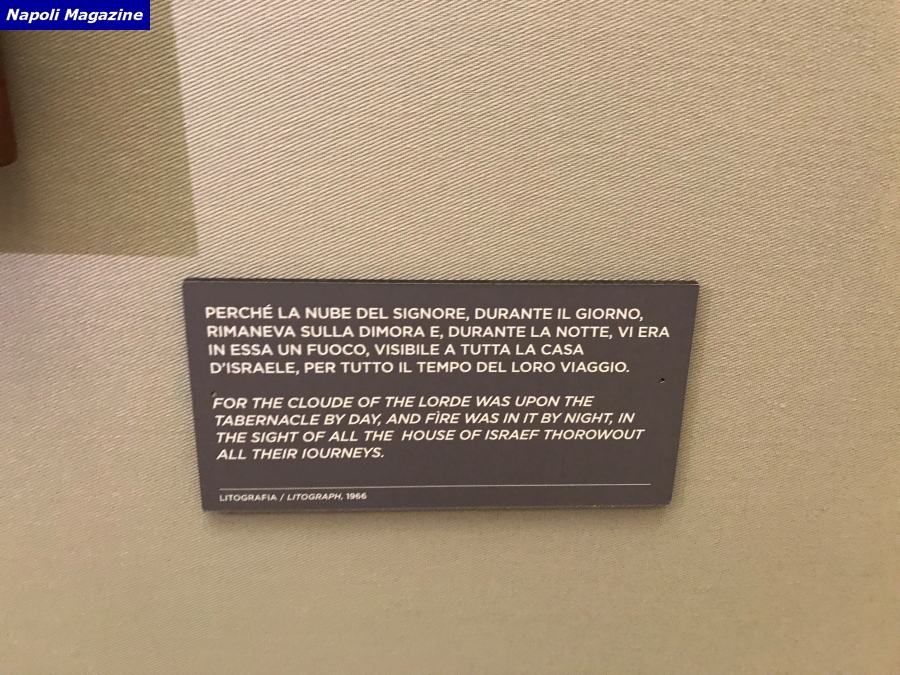 Napoli Magazine
PERCHÉ LA NUBE DEL SIGNORE, DURANTE IL GIORNO,
RIMANEVA SULLA DIMORA E, DURANTE LA NOTTE, VI ERA
IN ESSA UN FUOCO, VISIBILE A TUTTA LA CASA
D'ISRAELE, PER TUTTO IL TEMPO DEL LORO VIAGGIO.
FOR THE CLOUDE OF THE LORDE WAS UPON THE
TABERNACLE BY DAY, AND FÌRE WAS IN IT BY NIGHT, IN
THE SIGHT OF ALL THE HOUSE OF ISRAEF THOROWOUT
ALL THEIR IOURNEYS.
LITOGRAFIA / LITOGRAPH, 1966